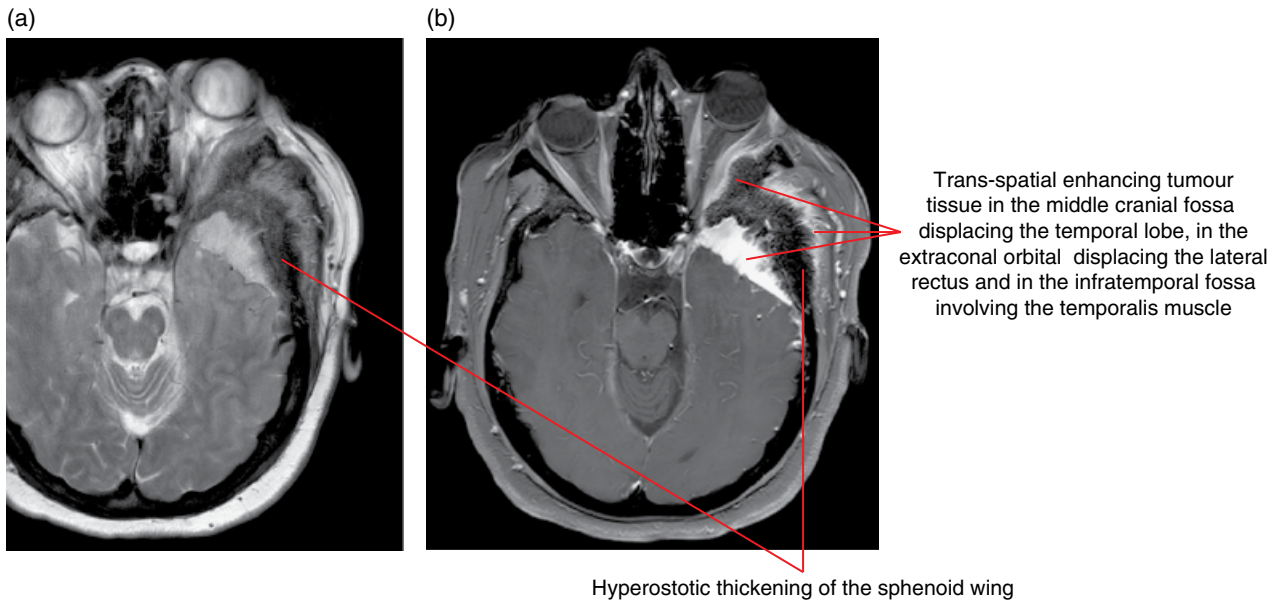 (a)
(b)
Trans-spatial enhancing tumour
tissue in the middle cranial fossa
displacing the temporal lobe, in the
extraconal orbital displacing the lateral
rectus and in the infratemporal fossa
involving the temporalis muscle
Hyperostotic thickening of the sphenoid wing